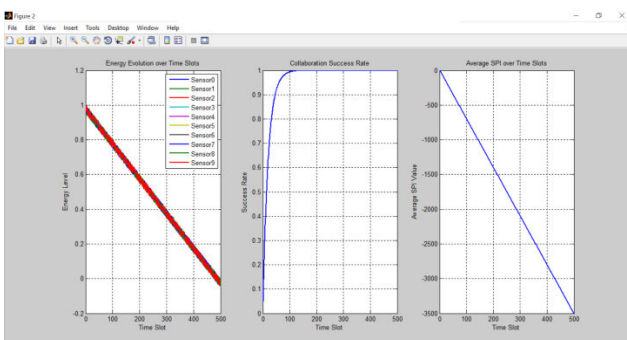 Figure 2
File Edit View Insert Tools Desktop Window Help
Energy Evolution over Time Slots
1.2
1
0.8
0.6
0.4
0.2
0
-0.2
Energy Level
0 100 200 300 400 500
Time Slot
Sensor0
Sensor1
Sensor2
Sensor3
Sensor4
Sensor5
Sensor6
Sensor7
Sensor8
Sensor9
Collaboration Success Rate
1
0.9
0.8
0.7
0.6
0.5
0.4
0.3
0.2
0.1
0
Success Rate
0 100 200 300 400 500
Time Slot
Average SPI over Time Slots
0
-500
-1000
-1500
-2000
-2500
-3000
-3500
Average SPI Value
0 100 200 300 400 500
Time Slot